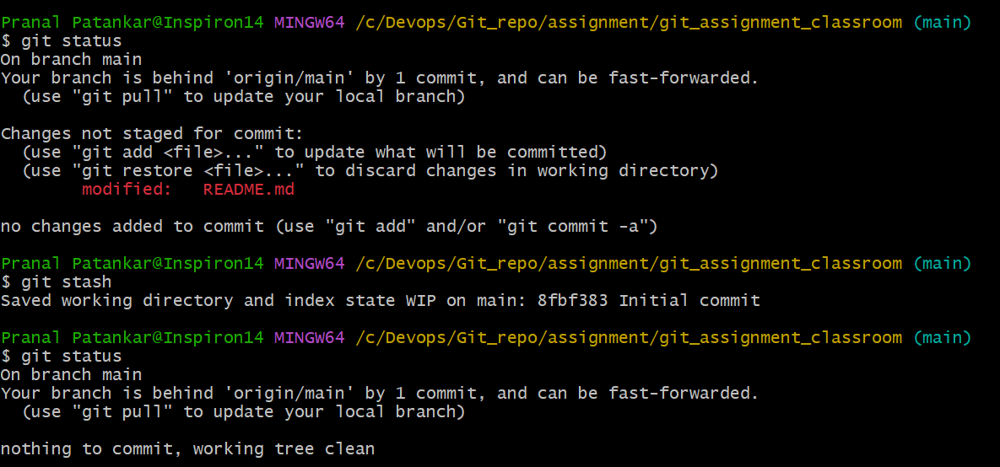 Pranal Patankar@Inspiron14 MINGW64 /c/Devops/Git_repo/assignment/git_assignment_classroom (main)
$ git status
On branch main
Your branch is behind 'origin/main' by 1 commit, and can be fast-forwarded.
  (use "git pull" to update your local branch)

Changes not staged for commit:
  (use "git add <file>..." to update what will be committed)
  (use "git restore <file>..." to discard changes in working directory)
        modified:   README.md

no changes added to commit (use "git add" and/or "git commit -a")

Pranal Patankar@Inspiron14 MINGW64 /c/Devops/Git_repo/assignment/git_assignment_classroom (main)
$ git stash
Saved working directory and index state WIP on main: 8fbf383 Initial commit

Pranal Patankar@Inspiron14 MINGW64 /c/Devops/Git_repo/assignment/git_assignment_classroom (main)
$ git status
On branch main
Your branch is behind 'origin/main' by 1 commit, and can be fast-forwarded.
  (use "git pull" to update your local branch)

nothing to commit, working tree clean